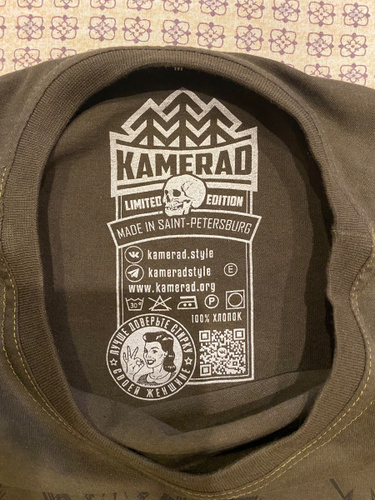 KAMERAD
LIMITED EDITION
MADE IN SAINT-PETERSBURG
kamerad.style
kameradstyle
E
www.kamerad.org
30°
P
100% ХЛОПОК
ЛУЧШЕ ДОВЕРЬТЕ СТИРКУ
СВОЕЙ ЖЕНЩИНЕ